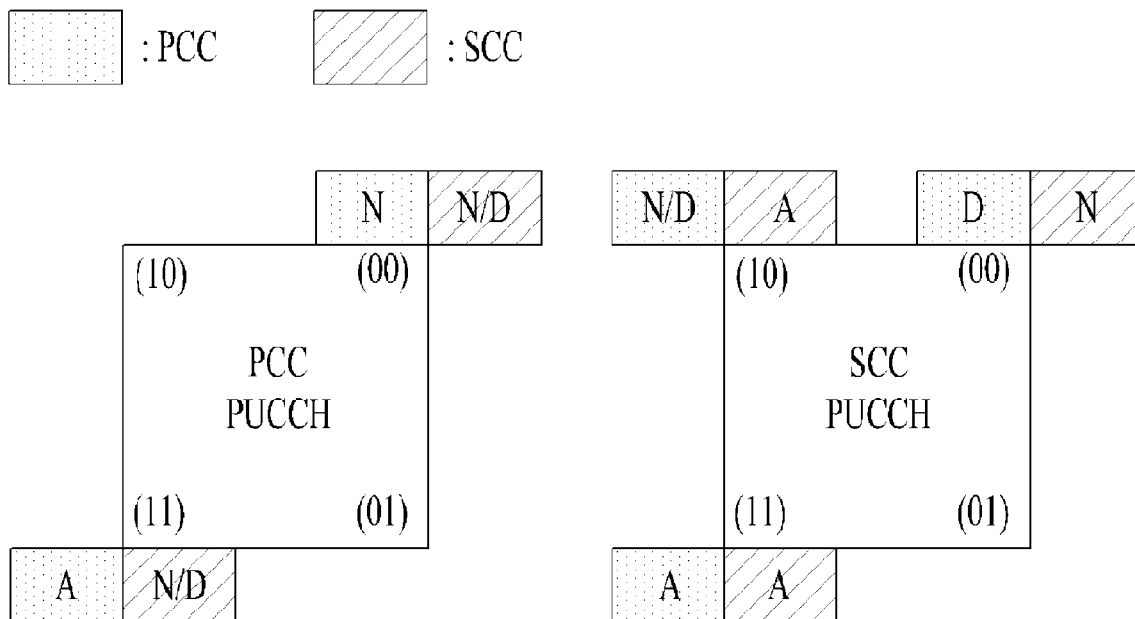 : PCC : SCC
N N/D N/D A D N
(10) (00) (10) (00)
PCC SCC
PUCCH PUCCH
(11) (01) (11) (01)
A N/D A A